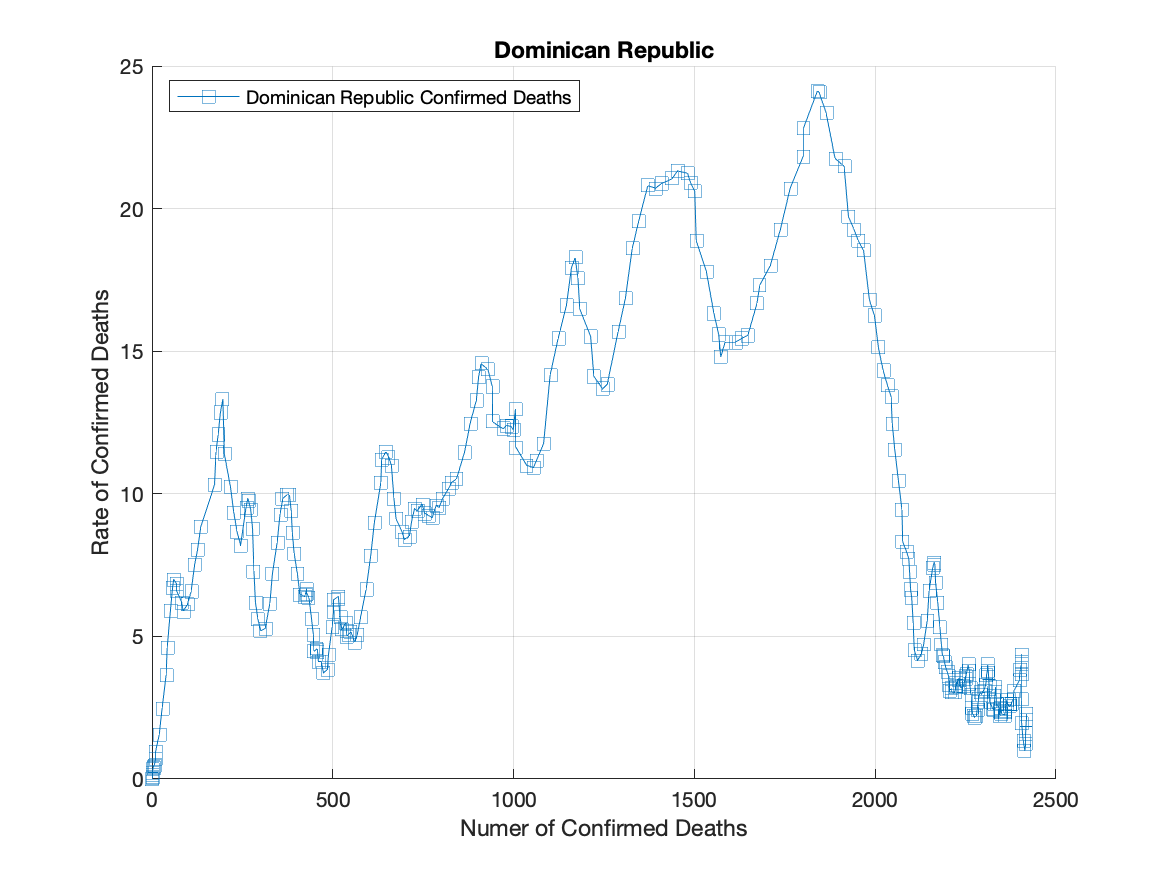 Dominican Republic
Dominican Republic Confirmed Deaths
Rate of Confirmed Deaths
25
20
15
10
5
0
0 500 1000 1500 2000 2500
Numer of Confirmed Deaths